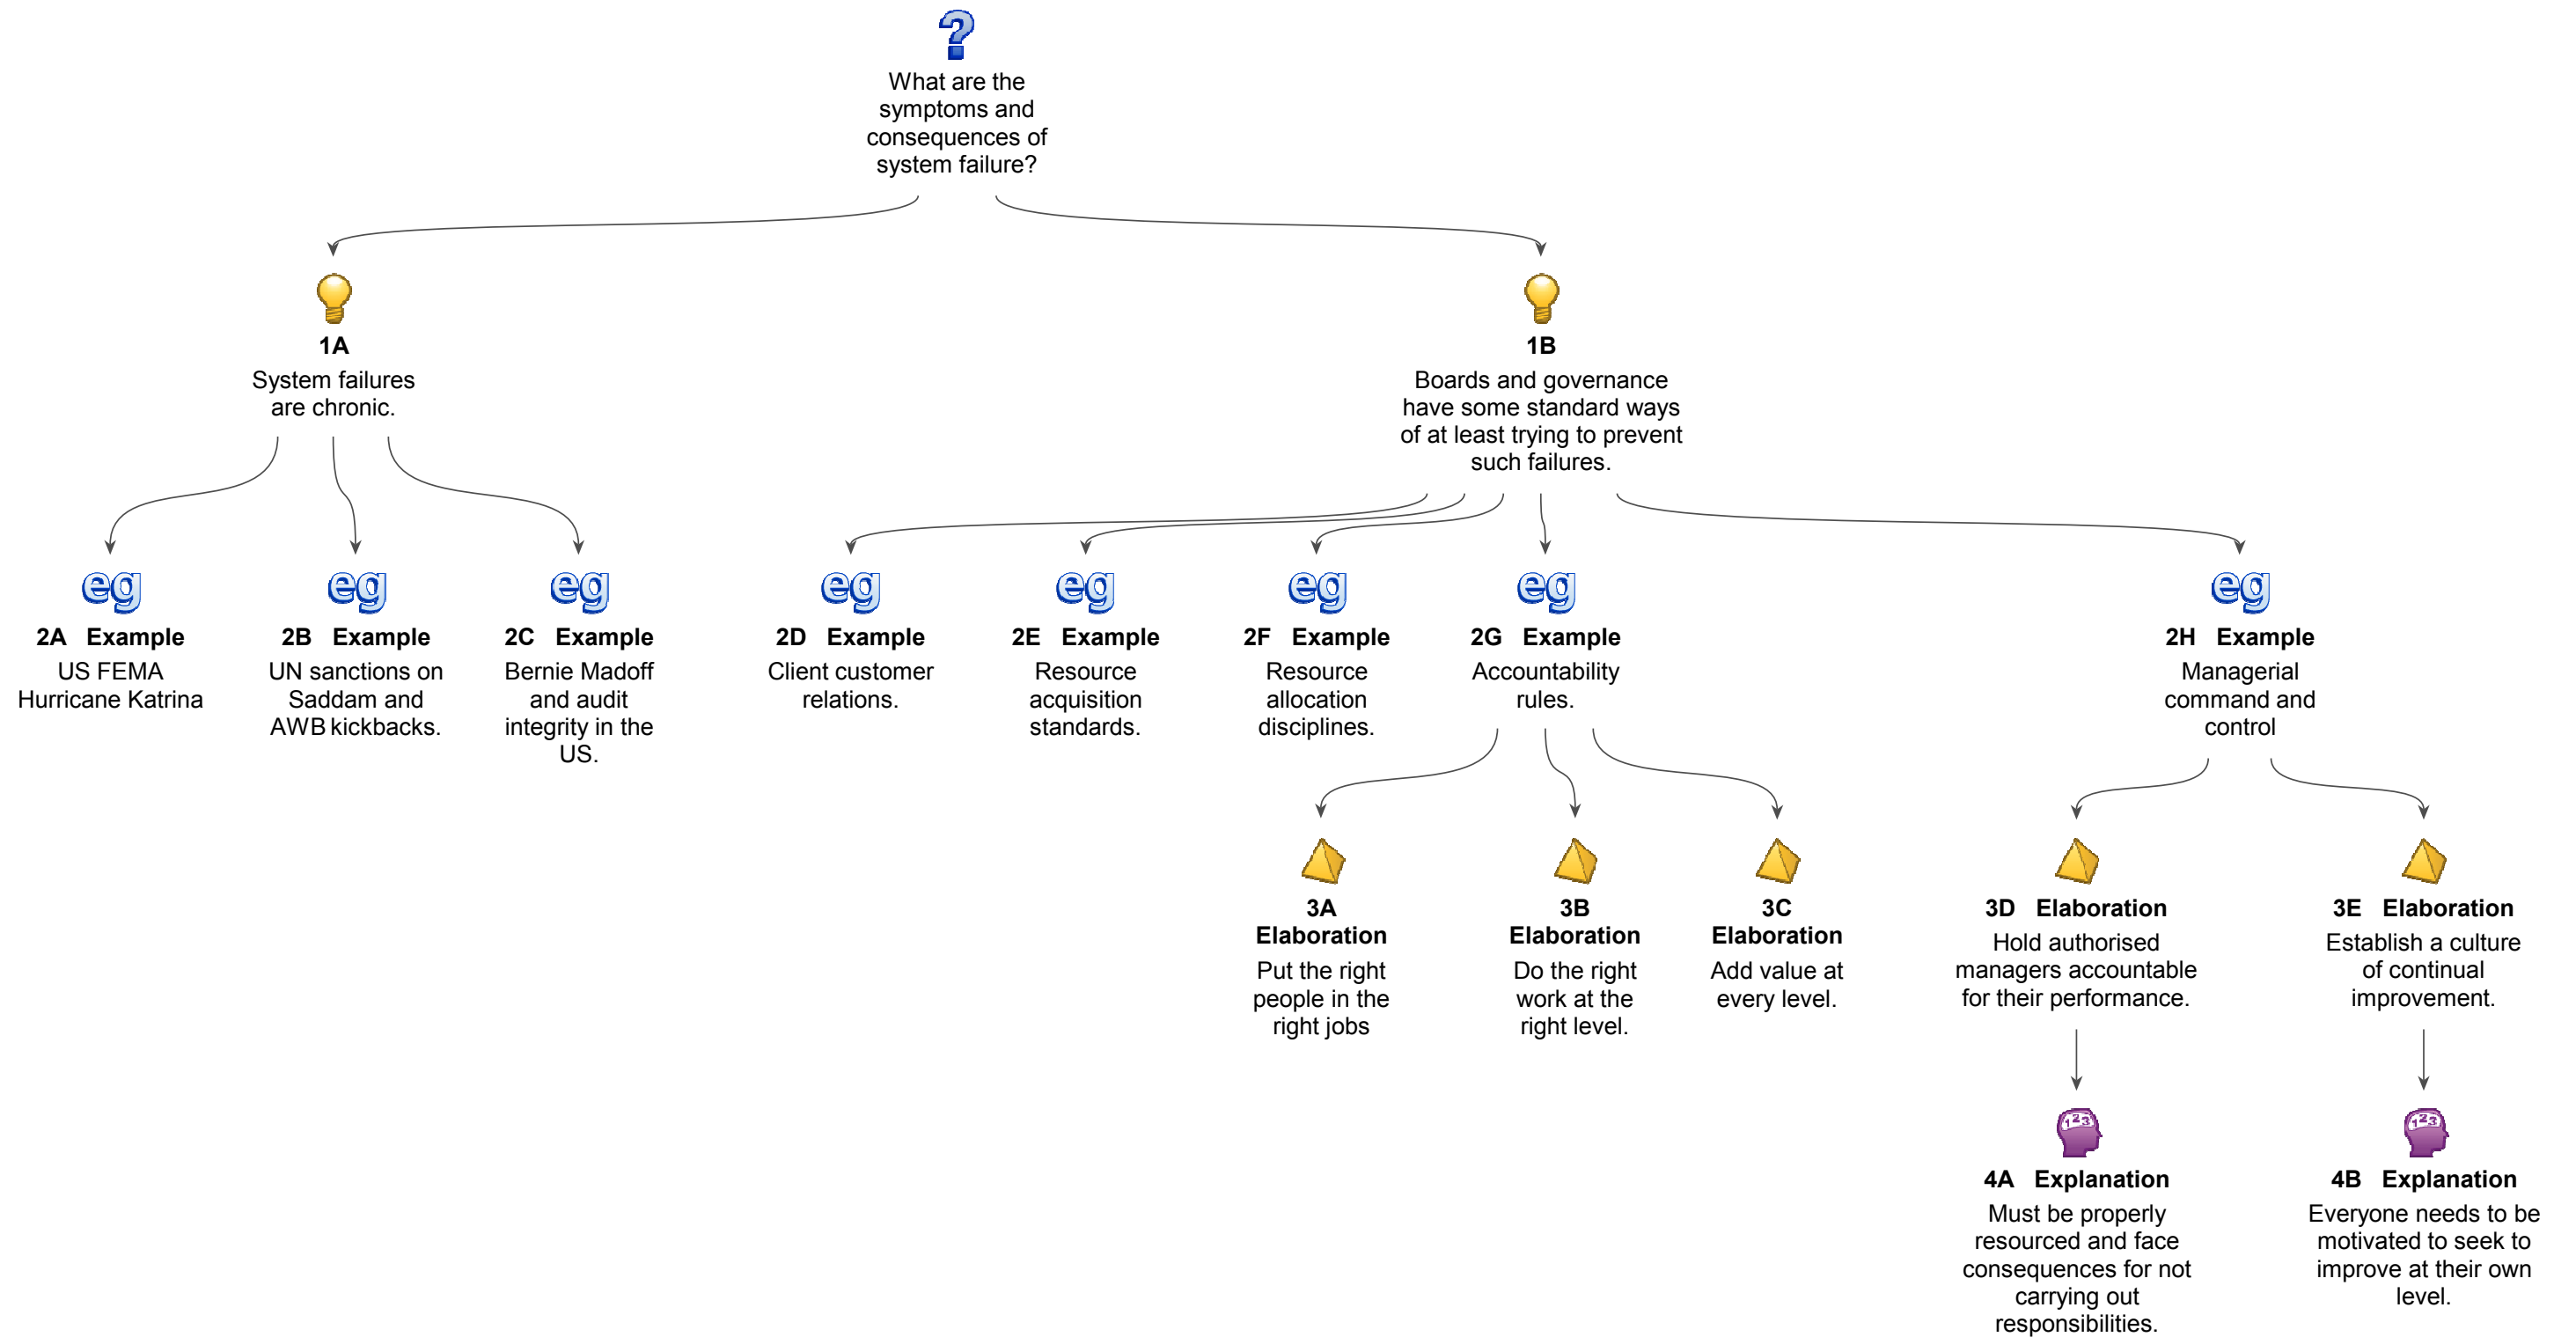 What are the
symptoms and
consequences of
system failure?
1A
System failures
are chronic.
1B
Boards and governance
have some standard ways
of at least trying to prevent
such failures.
eg
2A Example
US FEMA
Hurricane Katrina
eg
2B Example
UN sanctions on
Saddam and
AWB kickbacks.
eg
2C Example
Bernie Madoff
and audit
integrity in the
US.
eg
2D Example
Client customer
relations.
eg
2E Example
Resource
acquisition
standards.
eg
2F Example
Resource
allocation
disciplines.
eg
2G Example
Accountability
rules.
eg
2H Example
Managerial
command and
control
3A
Elaboration
Put the right
people in the
right jobs
3B
Elaboration
Do the right
work at the
right level.
3C
Elaboration
Add value at
every level.
3D Elaboration
Hold authorised
managers accountable
for their performance.
3E Elaboration
Establish a culture
of continual
improvement.
123
4A Explanation
Must be properly
resourced and face
consequences for not
carrying out
responsibilities.
123
4B Explanation
Everyone needs to be
motivated to seek to
improve at their own
level.